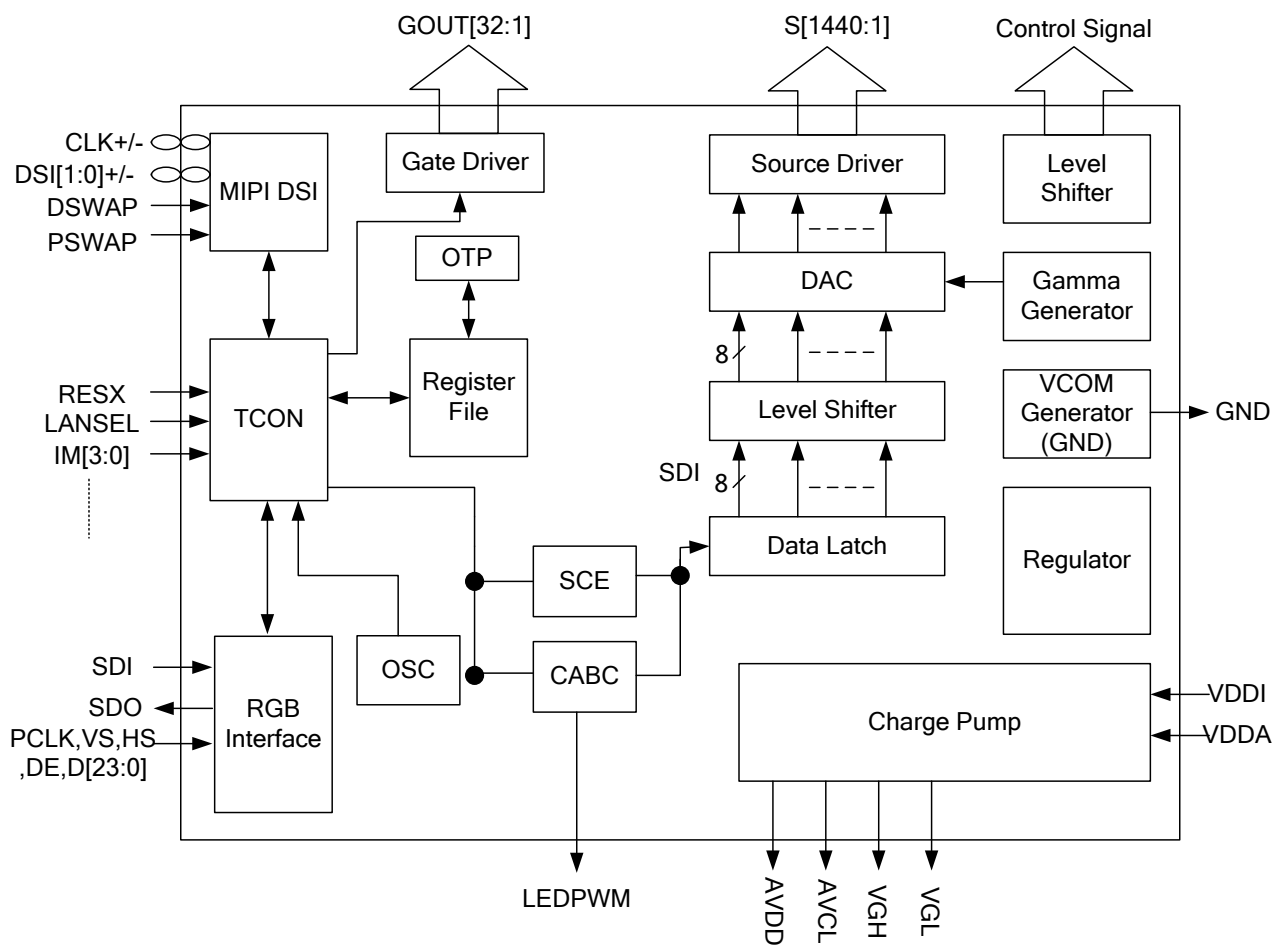 GOUT[32:1]
S[1440:1]
Control Signal
CLK+/-
DSI[1:0]+/-
DSWAP
PSWAP
MIPI DSI
Gate Driver
Source Driver
Level
Shifter
OTP
DAC
Gamma
Generator
8
RESX
LANSEL
IM[3:0]
TCON
Register
File
Level Shifter
VCOM
Generator
(GND)
GND
SDI
8
Data Latch
Regulator
SCE
OSC
CABC
SDI
SDO
PCLK,VS,HS
,DE,D[23:0]
RGB
Interface
Charge Pump
VDDI
VDDA
LEDPWM
AVDD
AVCL
VGH
VGL